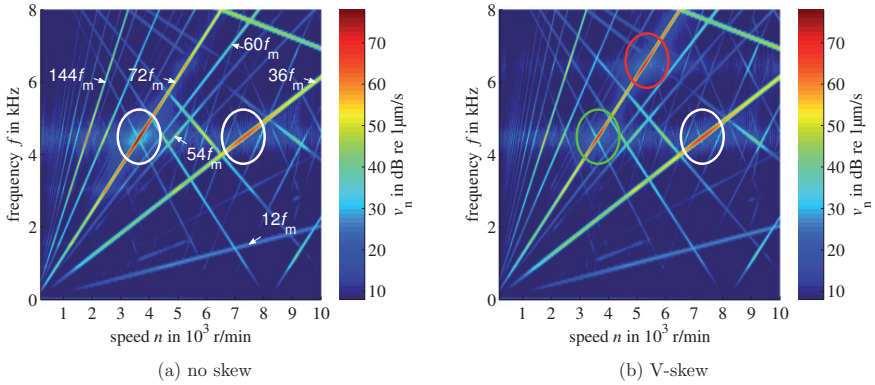 8
6
4
2
0
frequency f in kHz
144f_m
72f_m
60f_m
36f_m
54f_m
12f_m
1 2 3 4 5 6 7 8 9 10
speed n in 10^3 r/min
70
60
50
40
30
20
10
v_n in dB re 1μm/s
(a) no skew
8
6
4
2
0
frequency f in kHz
1 2 3 4 5 6 7 8 9 10
speed n in 10^3 r/min
70
60
50
40
30
20
10
v_n in dB re 1μm/s
(b) V-skew